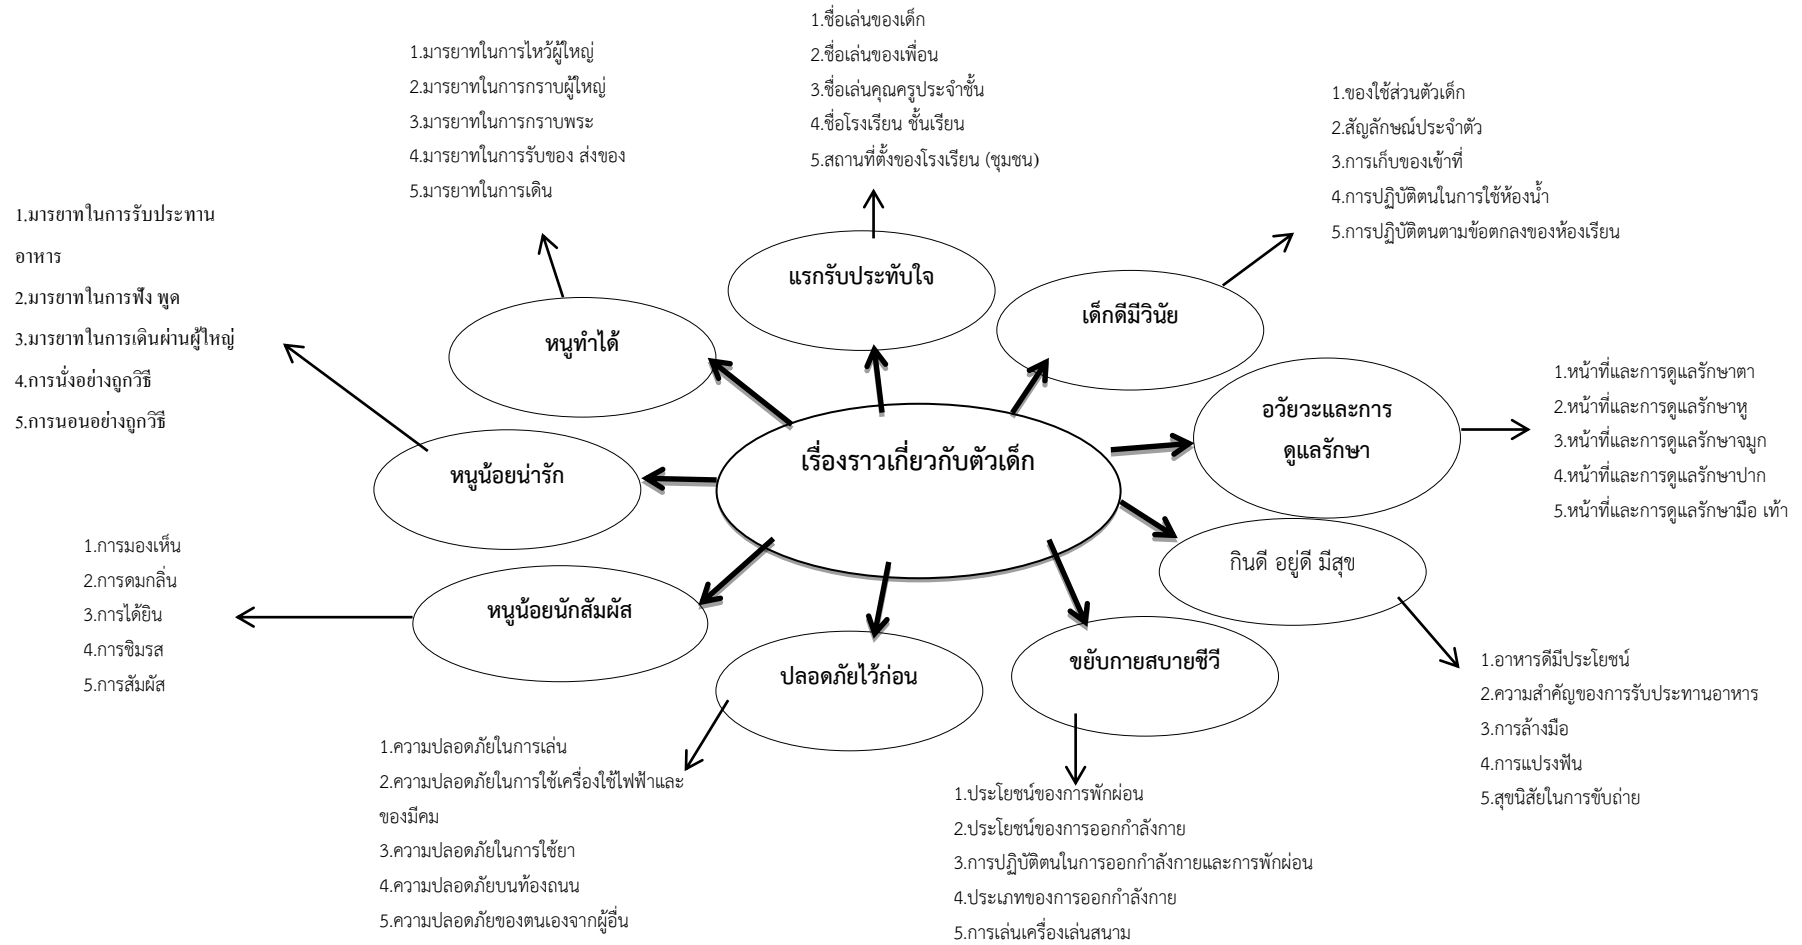 1.ชื่อเล่นของเด็ก
2.ชื่อเล่นของเพื่อน
3.ชื่อเล่นคุณครูประจำชั้น
4.ชื่อโรงเรียน ชั้นเรียน
5.สถานที่ตั้งของโรงเรียน (ชุมชน)
1.มารยาทในการไหว้ผู้ใหญ่
2.มารยาทในการกราบผู้ใหญ่
3.มารยาทในการกราบพระ
4.มารยาทในการรับของ ส่งของ
5.มารยาทในการเดิน
1.ของใช้ส่วนตัวเด็ก
2.สัญลักษณ์ประจำตัว
3.การเก็บของเข้าที่
4.การปฏิบัติตนในการใช้ห้องน้ำ
5.การปฏิบัติตนตามข้อตกลงของห้องเรียน
1.มารยาทในการรับประทาน
อาหาร
2.มารยาทในการฟัง พูด
3.มารยาทในการเดินผ่านผู้ใหญ่
4.การนั่งอย่างถูกวิธี
5.การนอนอย่างถูกวิธี
แรกรับประทับใจ
เด็กดีมีวินัย
หนูทำได้
อวัยวะและการ
ดูแลรักษา
1.หน้าที่และการดูแลรักษาตา
2.หน้าที่และการดูแลรักษาหู
3.หน้าที่และการดูแลรักษาจมูก
4.หน้าที่และการดูแลรักษาปาก
5.หน้าที่และการดูแลรักษามือ เท้า
เรื่องราวเกี่ยวกับตัวเด็ก
หนูน้อยน่ารัก
กินดี อยู่ดี มีสุข
1.การมองเห็น
2.การดมกลิ่น
3.การได้ยิน
4.การชิมรส
5.การสัมผัส
หนูน้อยนักสัมผัส
ปลอดภัยไว้ก่อน
ขยับกายสบายชีวี
1.อาหารดีมีประโยชน์
2.ความสำคัญของการรับประทานอาหาร
3.การล้างมือ
4.การแปรงฟัน
5.สุขนิสัยในการขับถ่าย
1.ความปลอดภัยในการเล่น
2.ความปลอดภัยในการใช้เครื่องใช้ไฟฟ้าและ
ของมีคม
3.ความปลอดภัยในการใช้ยา
4.ความปลอดภัยบนท้องถนน
5.ความปลอดภัยของตนเองจากผู้อื่น
1.ประโยชน์ของการพักผ่อน
2.ประโยชน์ของการออกกำลังกาย
3.การปฏิบัติตนในการออกกำลังกายและการพักผ่อน
4.ประเภทของการออกกำลังกาย
5.การเล่นเครื่องเล่นสนาม